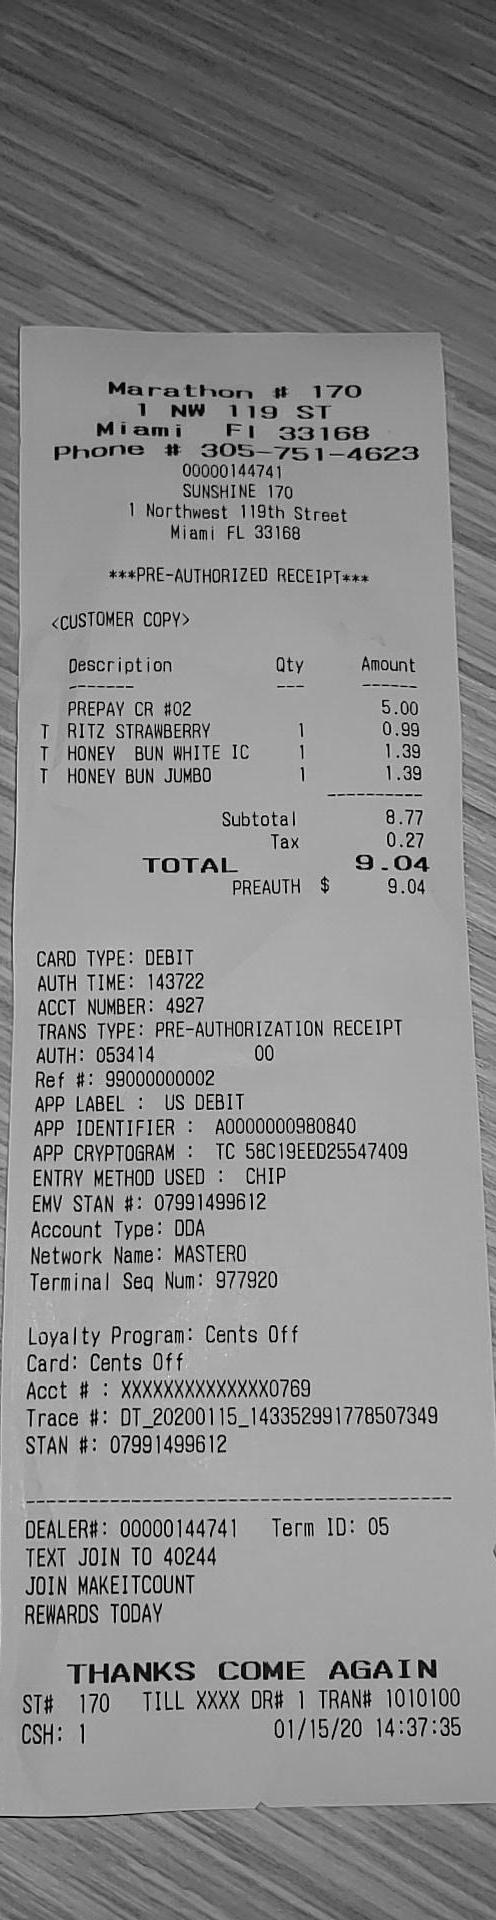 Marathon # 170
1 NW 119 ST
Miami Fl 33168
Phone # 305-751-4623
00000144741
SUNSHINE 170
1 Northwest 119th Street
Miami FL 33168
***PRE-AUTHORIZED RECEIPT***
<CUSTOMER COPY>
Description Qty Amount
------- --- ------
PREPAY CR #02 5.00
T RITZ STRAWBERRY 1 0.99
T HONEY BUN WHITE IC 1 1.39
T HONEY BUN JUMBO 1 1.39
----------
Subtotal 8.77
Tax 0.27
TOTAL 9.04
PREAUTH $ 9.04
CARD TYPE: DEBIT
AUTH TIME: 143722
ACCT NUMBER: 4927
TRANS TYPE: PRE-AUTHORIZATION RECEIPT
AUTH: 053414 00
Ref #: 99000000002
APP LABEL : US DEBIT
APP IDENTIFIER : A0000000980840
APP CRYPTOGRAM : TC 58C19EED25547409
ENTRY METHOD USED : CHIP
EMV STAN #: 07991499612
Account Type: DDA
Network Name: MASTERO
Terminal Seq Num: 977920
Loyalty Program: Cents Off
Card: Cents Off
Acct # : XXXXXXXXXXXXXX0769
Trace #: DT_20200115_143352991778507349
STAN #: 07991499612
----------------------------------------
DEALER#: 00000144741 Term ID: 05
TEXT JOIN TO 40244
JOIN MAKEITCOUNT
REWARDS TODAY
THANKS COME AGAIN
ST# 170 TILL XXXX DR# 1 TRAN# 1010100
CSH: 1 01/15/20 14:37:35